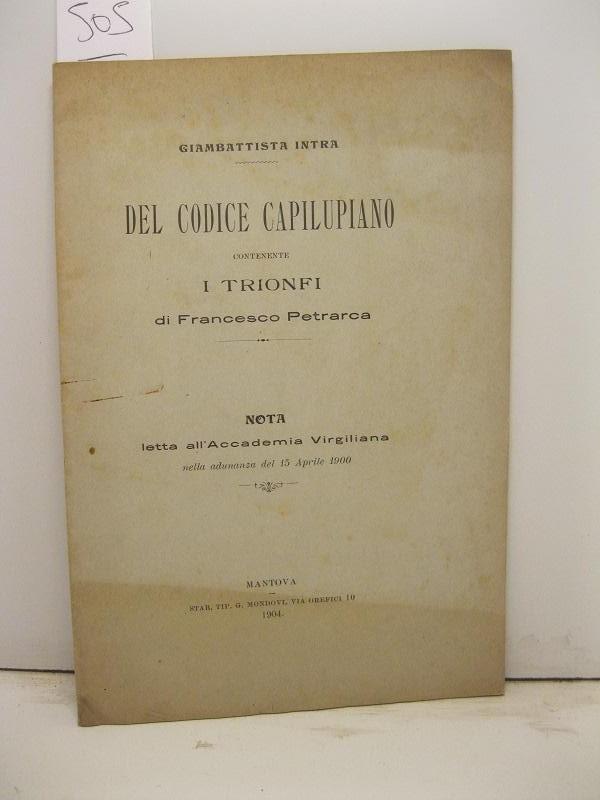 505
GIAMBATTISTA INTRA
DEL CODICE CAPILUPIANO
CONTENENTE
I TRIONFI
di Francesco Petrarca
NOTA
letta all'Accademia Virgiliana
nella adunanza del 15 Aprile 1900
MANTOVA
STAB. TIP. G. MONDOVI, VIA OREFICI 10
1904.